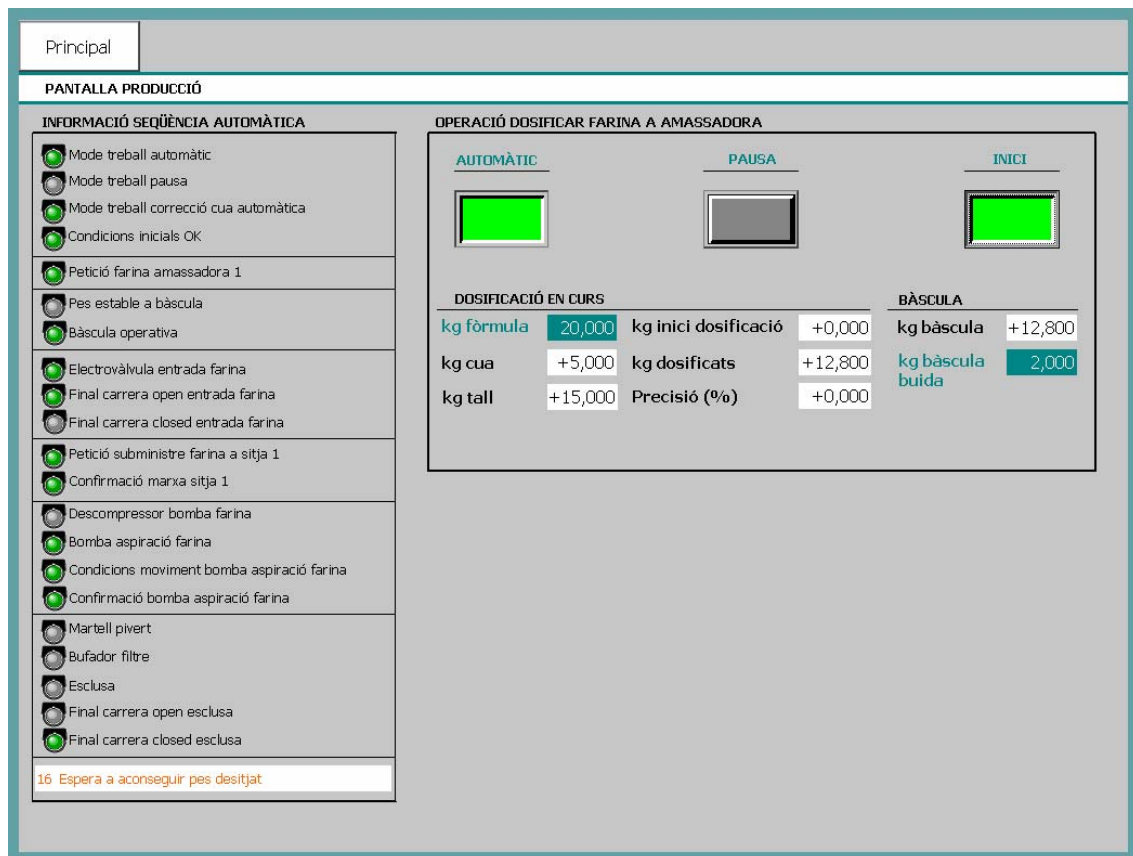 Principal
PANTALLA PRODUCCIÓ
INFORMACIÓ SEQÜÈNCIA AUTOMÀTICA
Mode treball automàtic
Mode treball pausa
Mode treball correcció cua automàtica
Condicions inicials OK
Petició farina amassadora 1
Pes estable a bàscula
Bàscula operativa
Electrovàlvula entrada farina
Final carrera open entrada farina
Final carrera closed entrada farina
Petició subministre farina a sitja 1
Confirmació marxa sitja 1
Descompressor bomba farina
Bomba aspiració farina
Condicions moviment bomba aspiració farina
Confirmació bomba aspiració farina
Martell pivert
Bufador filtre
Esclusa
Final carrera open esclusa
Final carrera closed esclusa
16 Espera a aconseguir pes desitjat
OPERACIÓ DOSIFICAR FARINA A AMASSADORA
AUTOMÀTIC PAUSA INICI
DOSIFICACIÓ EN CURS
kg fòrmula 20,000 kg inici dosificació +0,000
kg cua +5,000 kg dosificats +12,800
kg tall +15,000 Precisió (%) +0,000
BÀSCULA
kg bàscula +12,800
kg bàscula 2,000
buida